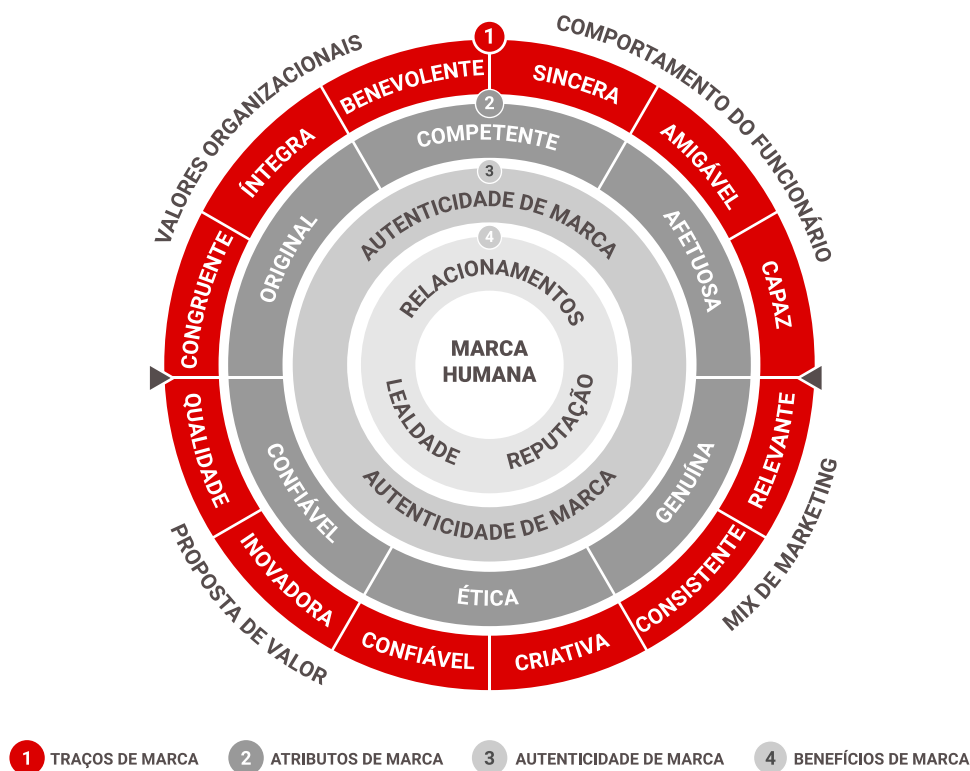 VALORES ORGANIZACIONAIS
COMPORTAMENTO DO FUNCIONÁRIO
1
BENEVOLENTE
SINCERA
ÍNTEGRA
AMIGÁVEL
CONGRUENTE
CAPAZ
2
COMPETENTE
ORIGINAL
AFETUOSA
3
AUTENTICIDADE DE MARCA
4
RELACIONAMENTOS
MARCA
HUMANA
LEALDADE
REPUTAÇÃO
AUTENTICIDADE DE MARCA
CONFIÁVEL
GENUÍNA
ÉTICA
QUALIDADE
RELEVANTE
INOVADORA
CONSISTENTE
CONFIÁVEL
CRIATIVA
PROPOSTA DE VALOR
MIX DE MARKETING
1 TRAÇOS DE MARCA
2 ATRIBUTOS DE MARCA
3 AUTENTICIDADE DE MARCA
4 BENEFÍCIOS DE MARCA